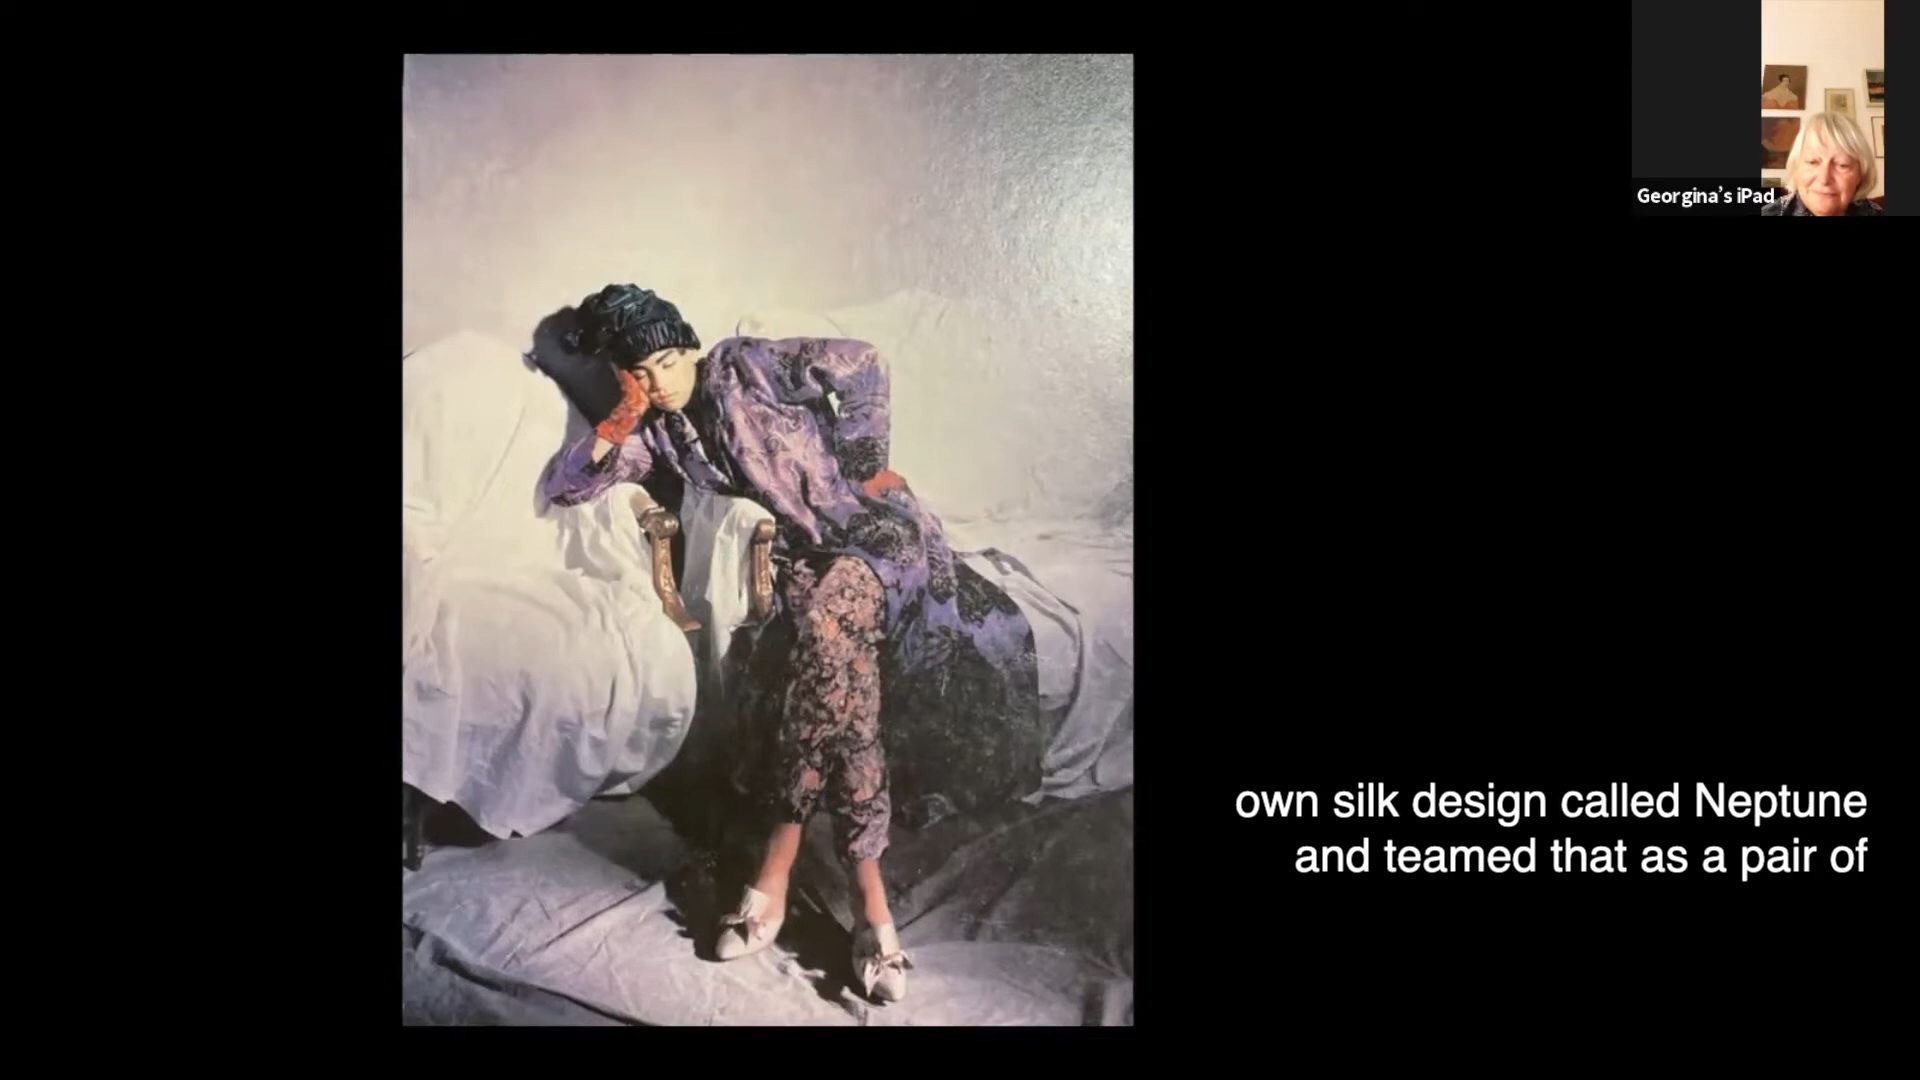 Georgina's iPad
own silk design called Neptune
and teamed that as a pair of